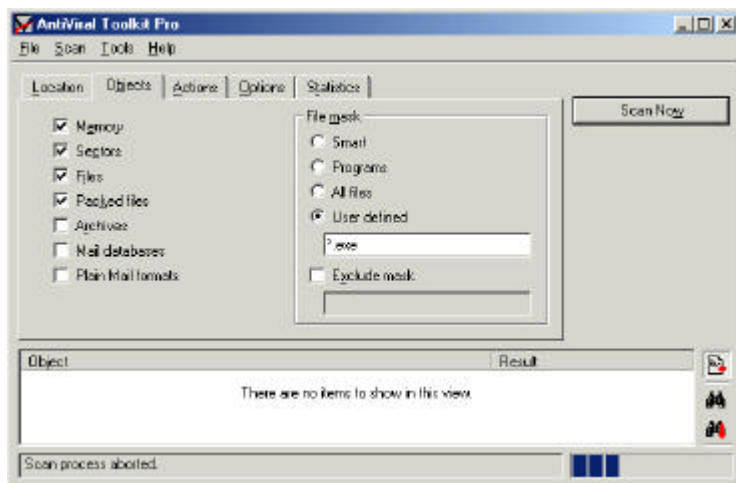 AntiViral Toolkit Pro
File Scan Tools Help
Location Objects Actions Options Statistics
Scan Now
Memory
Sectors
Files
Packed files
Archives
Mail databases
Plain Mail formats
File mask
Smart
Programs
All files
User defined
*.exe
Exclude mask
Object Result
There are no items to show in this view.
Scan process aborted.